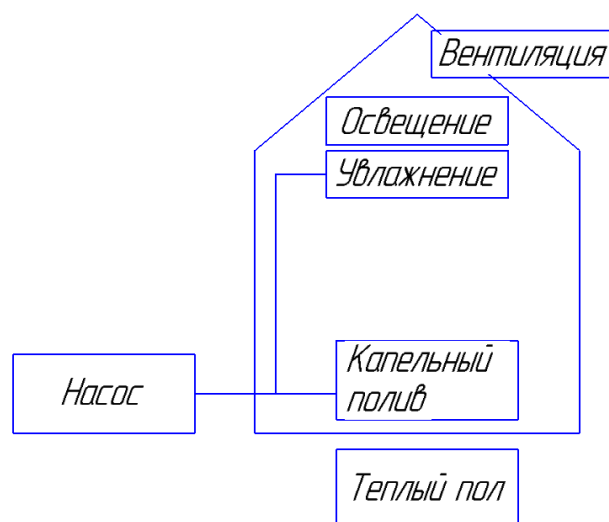 Вентиляция
Освещение
Увлажнение
Капельный
полив
Насос
Теплый пол